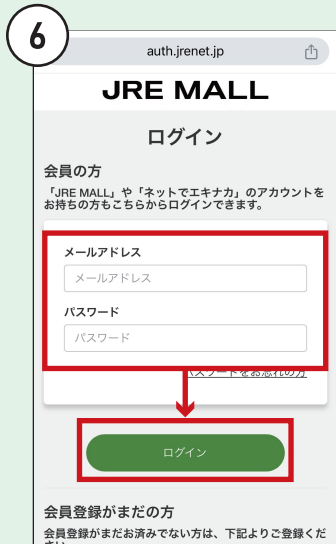 6
auth.jrenet.jp
JRE MALL
ログイン
会員の方
「JRE MALL」や「ネットでエキナカ」のアカウントを
お持ちの方もこちらからログインできます。
メールアドレス
メールアドレス
パスワード
パスワード
パスワードをお忘れの方
ログイン
会員登録がまだの方
会員登録がまだお済みでない方は、下記よりご登録くだ
さい